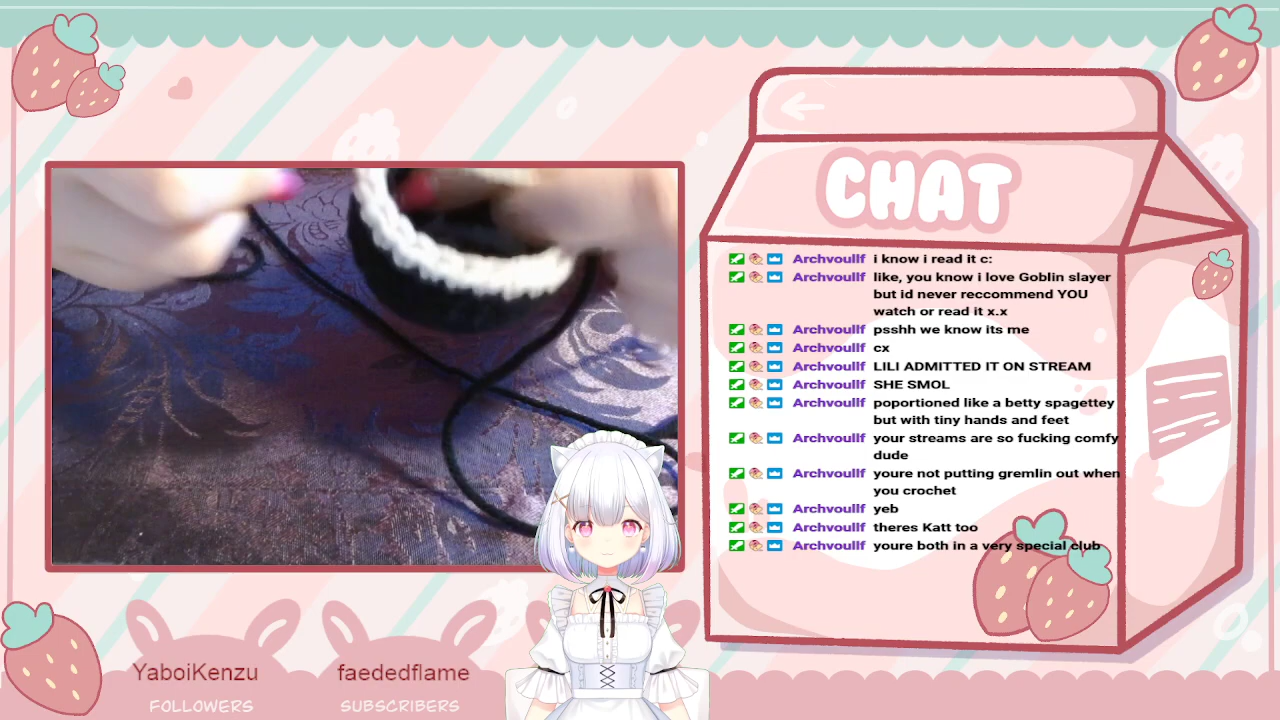 CHAT
Archvoullf i know i read it c:
Archvoullf like, you know i love Goblin slayer
but id never reccommend YOU
watch or read it x.x
Archvoullf psshh we know its me
Archvoullf cx
Archvoullf LILI ADMITTED IT ON STREAM
Archvoullf SHE SMOL
Archvoullf poportioned like a betty spagettey
but with tiny hands and feet
Archvoullf your streams are so fucking comfy
dude
Archvoullf youre not putting gremlin out when
you crochet
Archvoullf yeb
Archvoullf theres Katt too
Archvoullf youre both in a very special club
YaboiKenzu
FOLLOWERS
faededflame
SUBSCRIBERS